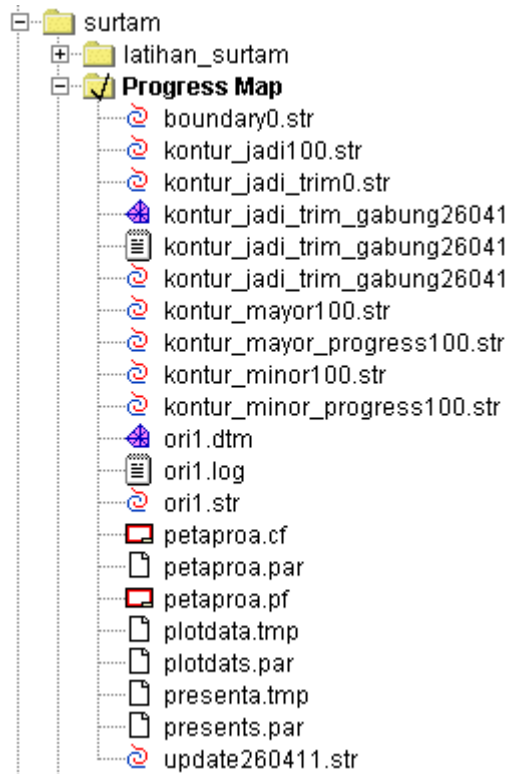 surtam
latihan_surtam
Progress Map
boundary0.str
kontur_jadi100.str
kontur_jadi_trim0.str
kontur_jadi_trim_gabung26041
kontur_jadi_trim_gabung26041
kontur_jadi_trim_gabung26041
kontur_mayor100.str
kontur_mayor_progress100.str
kontur_minor100.str
kontur_minor_progress100.str
ori1.dtm
ori1.log
ori1.str
petaproa.cf
petaproa.par
petaproa.pf
plotdata.tmp
plotdats.par
presenta.tmp
presents.par
update260411.str